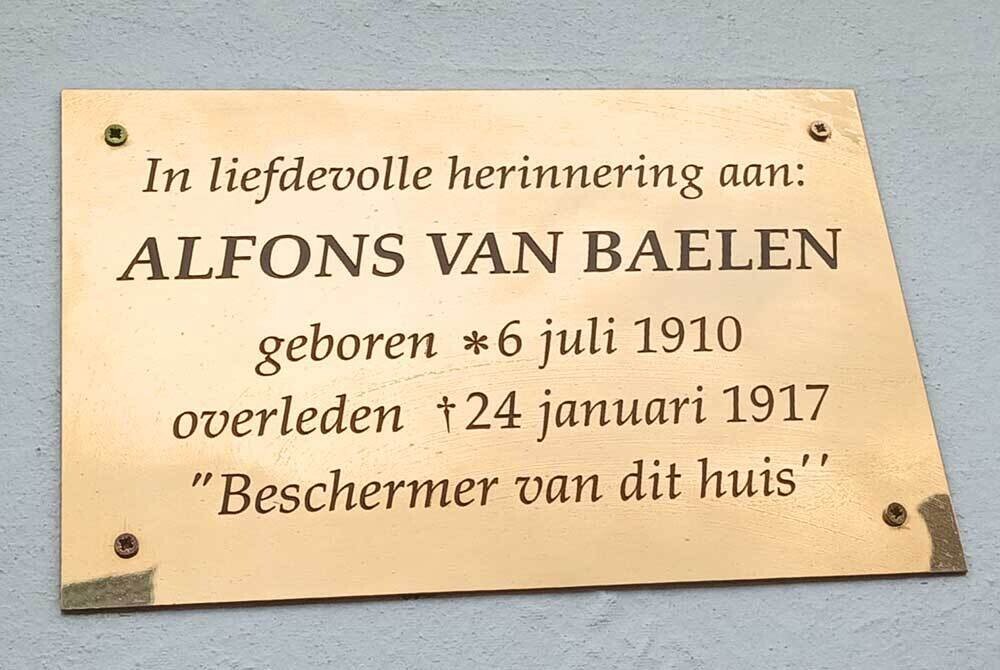 In liefdevolle herinnering aan:
ALFONS VAN BAELEN
geboren *6 juli 1910
overleden †24 januari 1917
"Beschermer van dit huis''